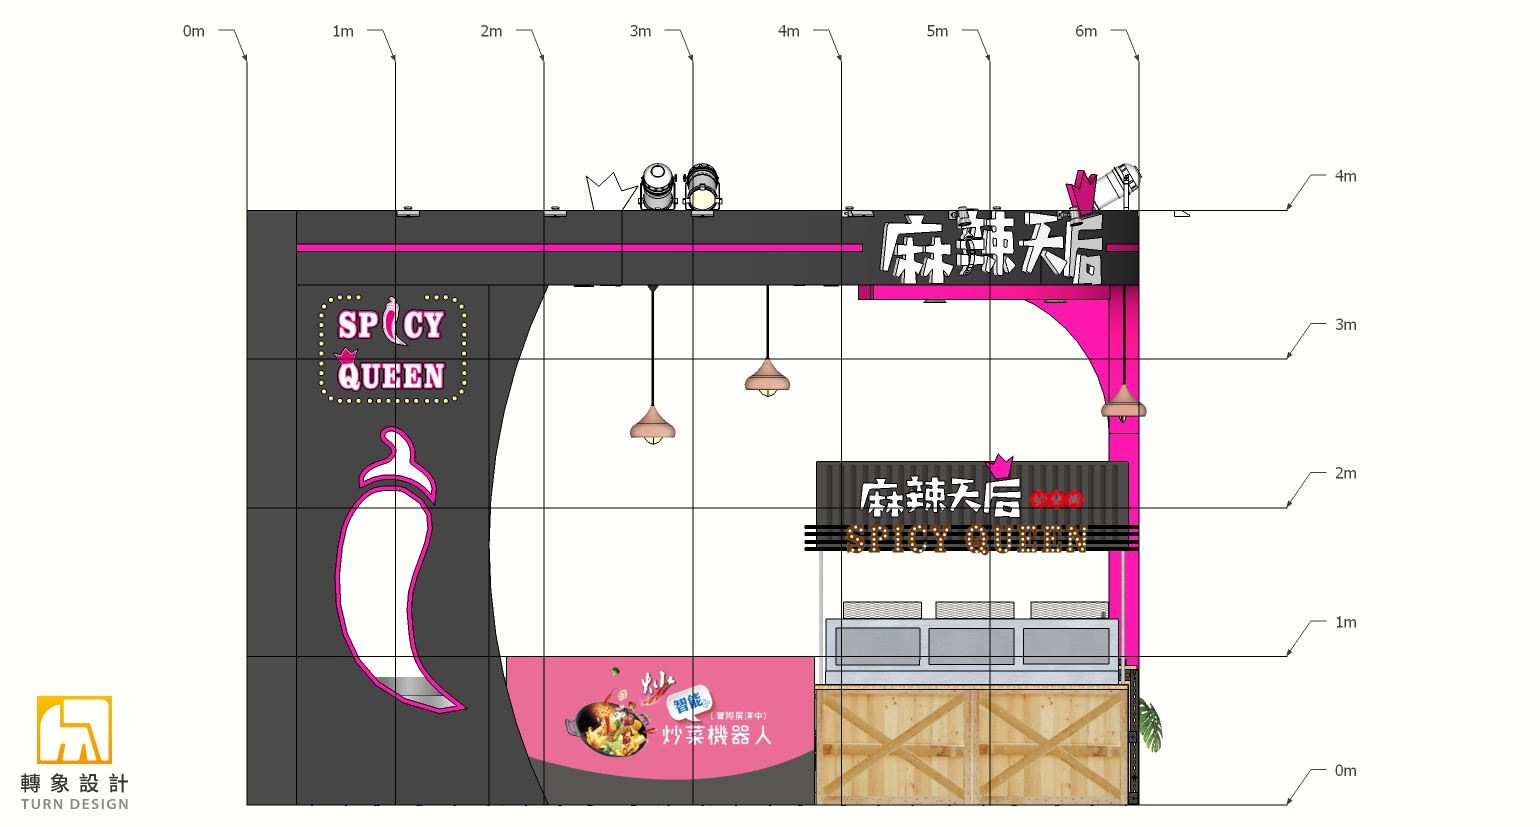 0m 1m 2m 3m 4m 5m 6m
4m
麻辣天后
3m
SPICY
QUEEN
麻辣天后
2m
SPICY QUEEN
1m
炒
智能
(實際展演中)
炒菜機器人
0m
轉象設計
TURN DESIGN